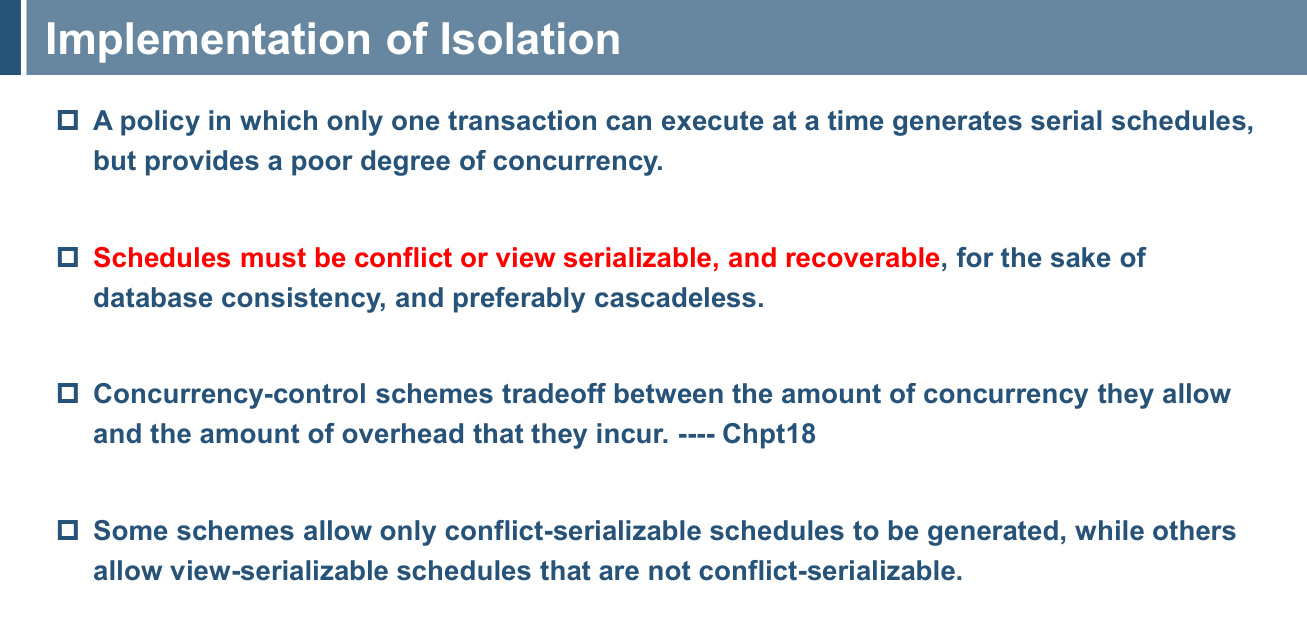 Implementation of Isolation
A policy in which only one transaction can execute at a time generates serial schedules,
but provides a poor degree of concurrency.
Schedules must be conflict or view serializable, and recoverable, for the sake of
database consistency, and preferably cascadeless.
Concurrency-control schemes tradeoff between the amount of concurrency they allow
and the amount of overhead that they incur. ---- Chpt18
Some schemes allow only conflict-serializable schedules to be generated, while others
allow view-serializable schedules that are not conflict-serializable.